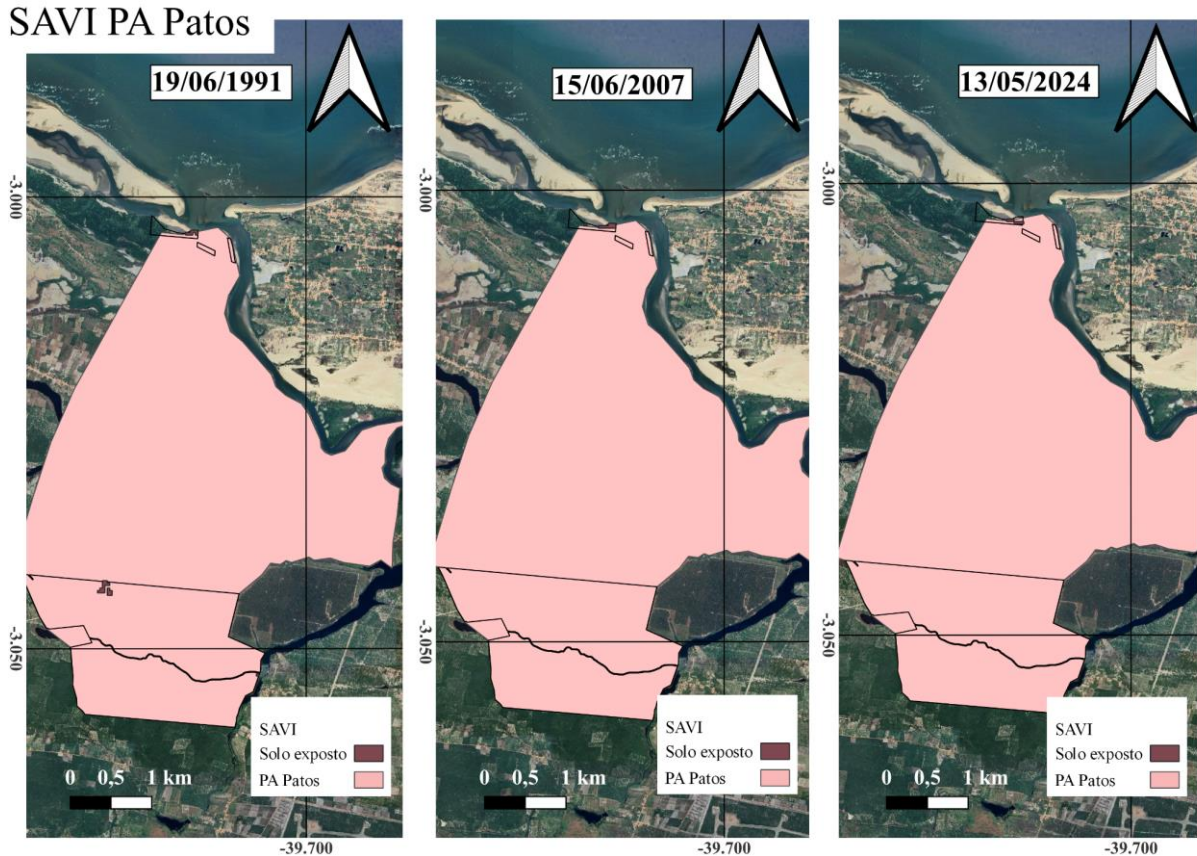 SAVI PA Patos
19/06/1991
-3.000
-3.050
SAVI
Solo exposto
PA Patos
0 0,5 1 km
-39.700
15/06/2007
-3.000
-3.050
SAVI
Solo exposto
PA Patos
0 0,5 1 km
-39.700
13/05/2024
-3.000
-3.050
SAVI
Solo exposto
PA Patos
0 0,5 1 km
-39.700